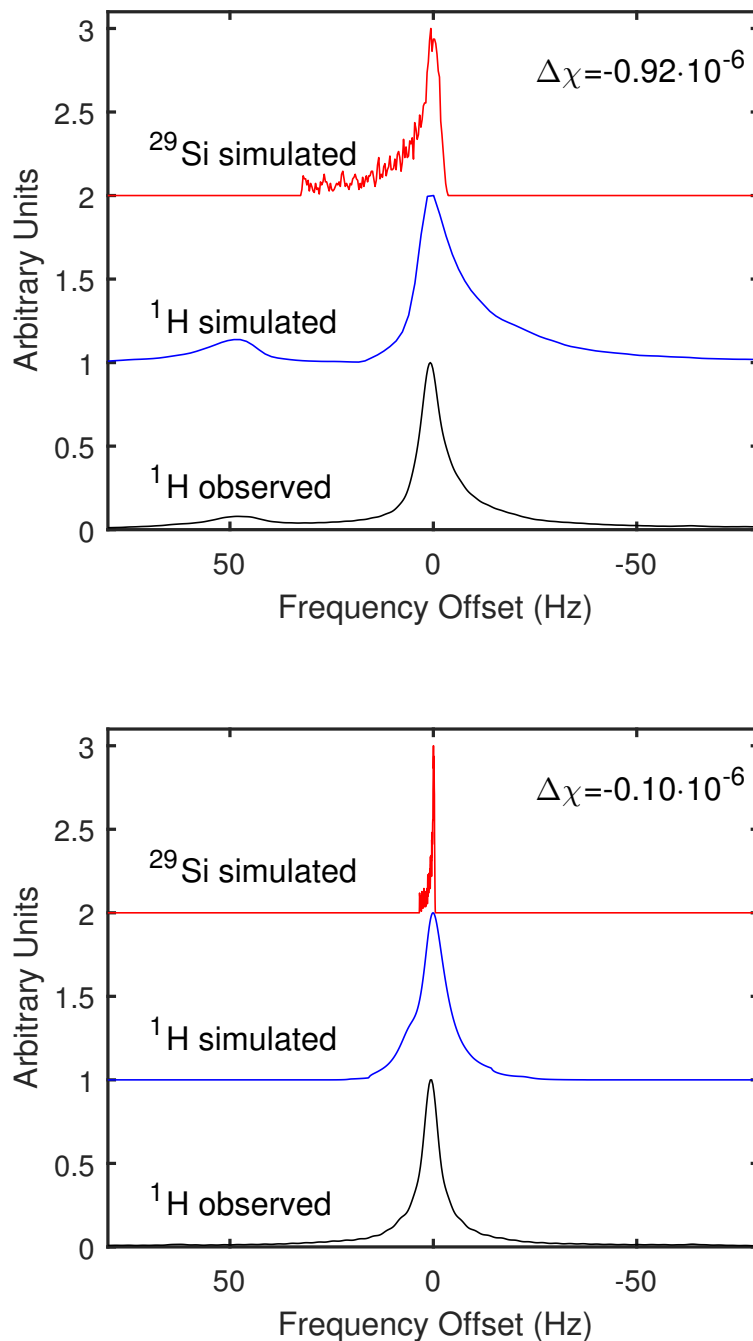 3
Δχ=-0.92·10⁻⁶
2.5
²⁹Si simulated
2
Arbitrary Units
1.5
¹H simulated
1
0.5
¹H observed
0
50 0 -50
Frequency Offset (Hz)
3
Δχ=-0.10·10⁻⁶
2.5
²⁹Si simulated
2
Arbitrary Units
1.5
¹H simulated
1
0.5
¹H observed
0
50 0 -50
Frequency Offset (Hz)